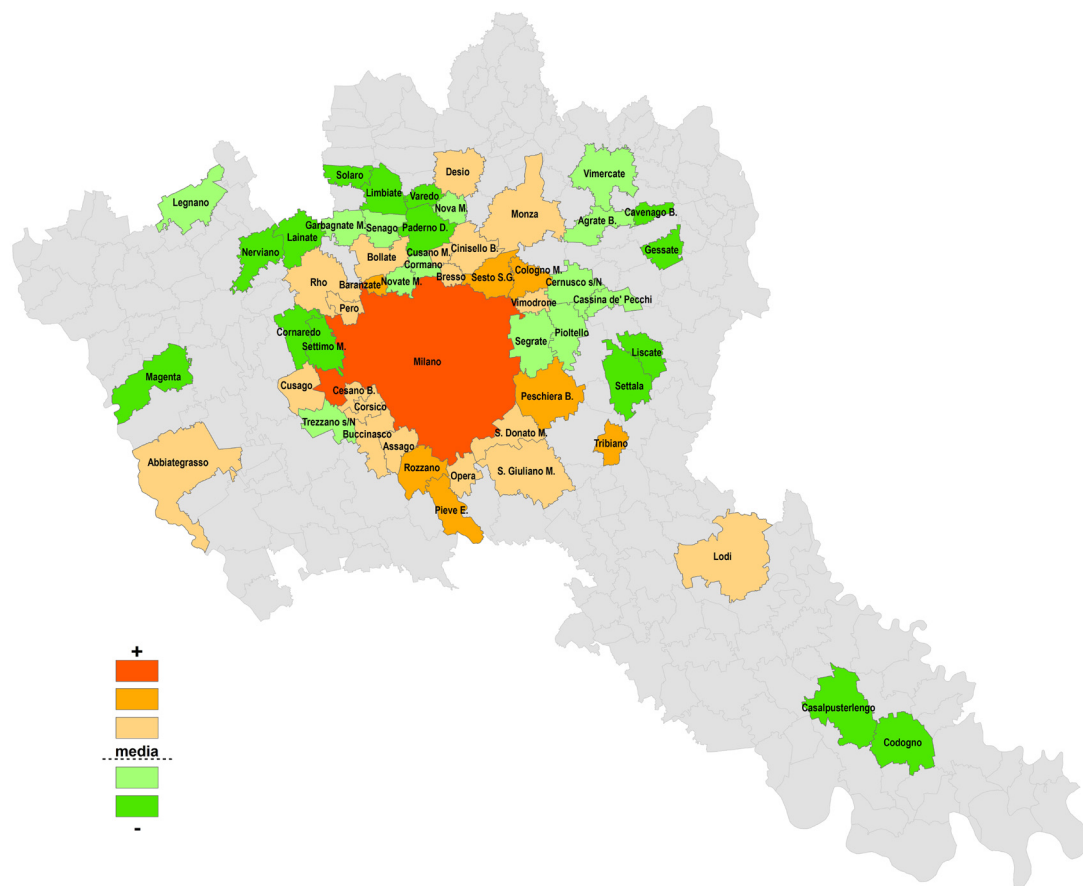 Desio
Solaro
Limbiate
Varedo
Vimercate
Legnano
Nova M.
Monza
Cavenago B.
Agrate B.
Garbagnate M.
Senago
Paderno D.
Lainate
Nerviano
Cinisello B.
Gessate
Cusano M.
Bollate
Cormano
Rho
Baranzate
Novate M.
Bresso
Sesto S.G.
Cologno M.
Cernusco s/N
Cassina de' Pecchi
Pero
Vimodrone
Cornaredo
Settimo M.
Pioltello
Segrate
Liscate
Milano
Magenta
Cusago
Cesano B.
Settala
Peschiera B.
Corsico
Trezzano s/N
Buccinasco
S. Donato M.
Assago
Tribiano
Abbiategrasso
Rozzano
Opera
S. Giuliano M.
Pieve E.
Lodi
+
media
-
Casalpusterlengo
Codogno